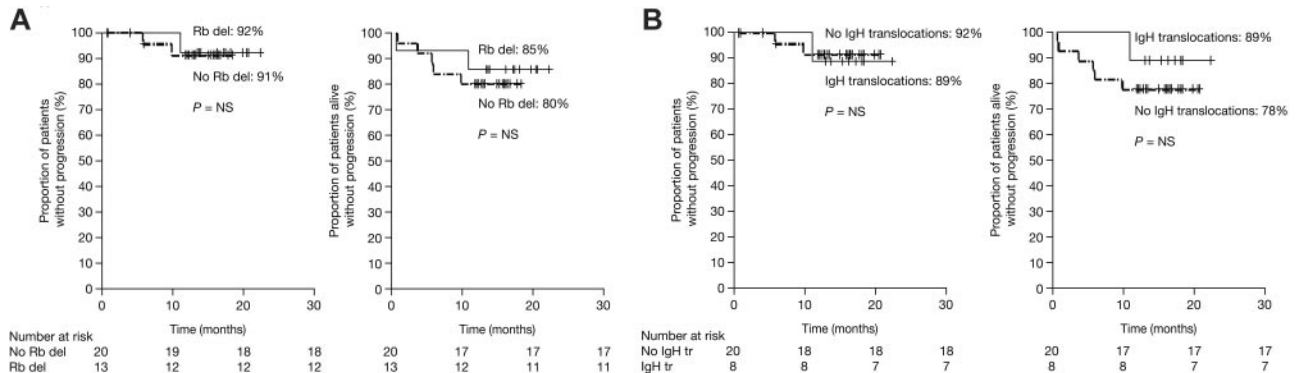 A
Proportion of patients
without progression (%)
100
90
80
70
60
50
90
40
30
20
10
0
Rb del: 92%
No Rb del: 91%
P = NS
0 10 20 30
Time (months)
Proportion of patients alive
without progression (%)
100
90
80
70
60
50
90
40
30
20
10
0
Rb del: 85%
No Rb del: 80%
P = NS
0 10 20 30
Time (months)
Number at risk
No Rb del 20 19 18 18 20 17 17 17
Rb del 13 12 12 12 13 12 11 11
B
Proportion of patients
without progression (%)
100
90
80
70
60
50
90
40
30
20
10
0
No IgH translocations: 92%
IgH translocations: 89%
P = NS
0 10 20 30
Time (months)
Proportion of patients alive
without progression (%)
100
90
80
70
60
50
90
40
30
20
10
0
IgH translocations: 89%
No IgH translocations: 78%
P = NS
0 10 20 30
Time (months)
Number at risk
No IgH tr 20 18 18 18 20 17 17 17
IgH tr 8 8 7 7 8 8 7 7